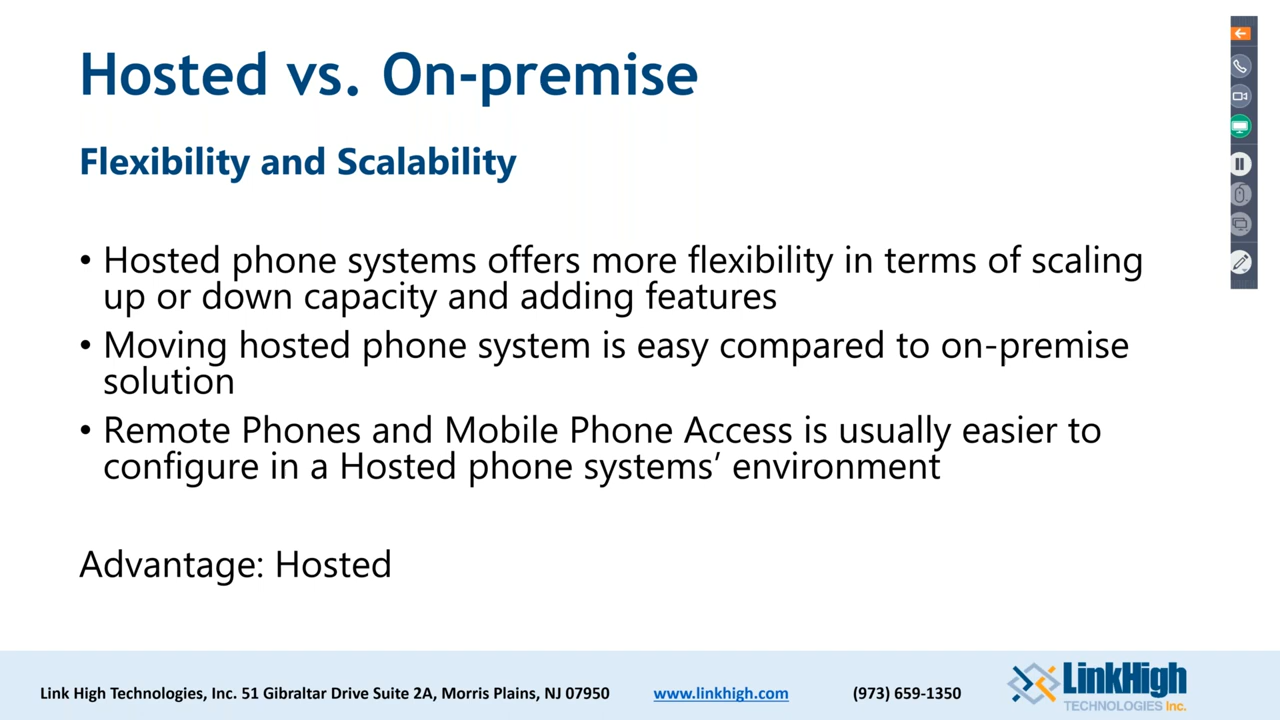 Hosted vs. On-premise
Flexibility and Scalability
• Hosted phone systems offers more flexibility in terms of scaling
up or down capacity and adding features
• Moving hosted phone system is easy compared to on-premise
solution
• Remote Phones and Mobile Phone Access is usually easier to
configure in a Hosted phone systems’ environment
Advantage: Hosted
Link High Technologies, Inc. 51 Gibraltar Drive Suite 2A, Morris Plains, NJ 07950 www.linkhigh.com (973) 659-1350
LinkHigh
TECHNOLOGIES Inc.